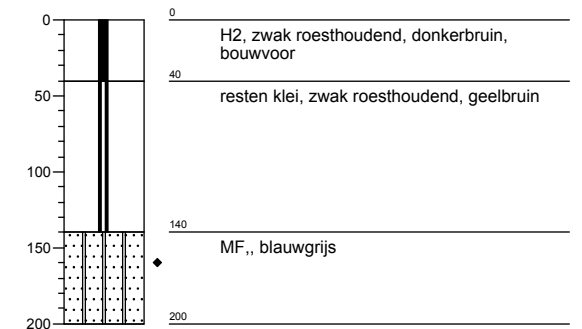 0
50
100
150
200
0
H2, zwak roesthoudend, donkerbruin,
bouwvoor
40
resten klei, zwak roesthoudend, geelbruin
140
MF,, blauwgrijs
200